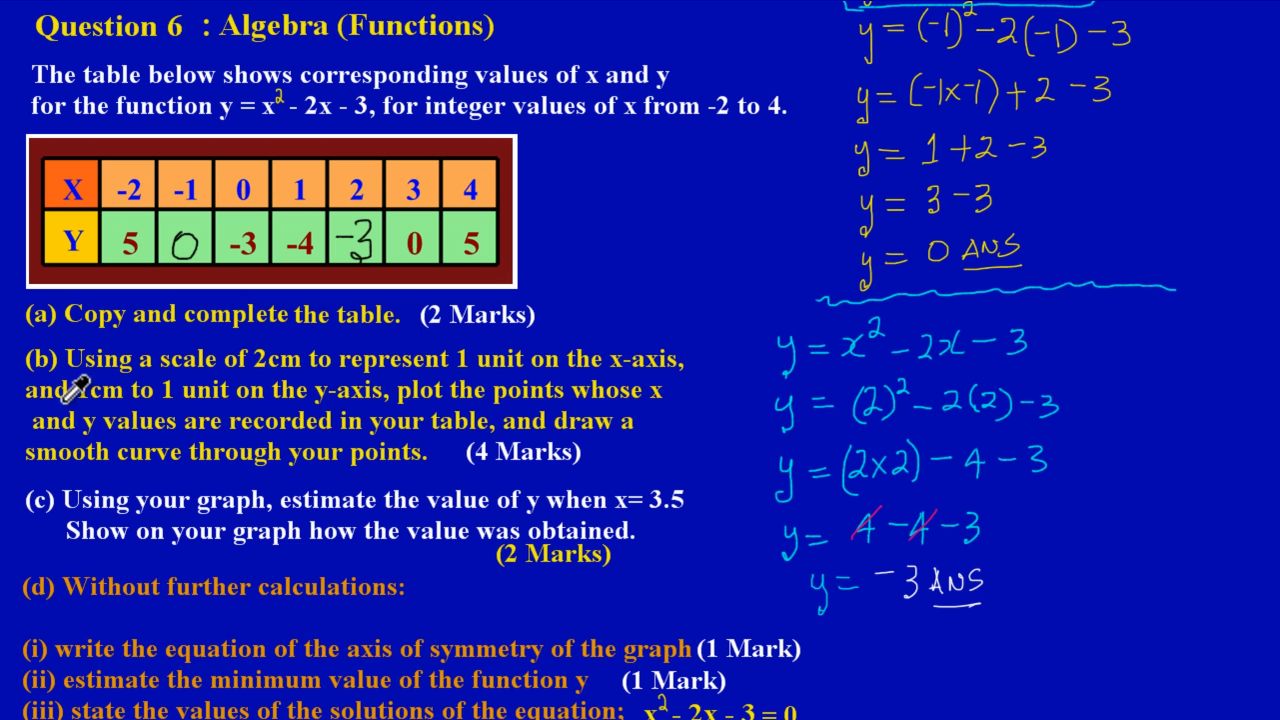 Question 6 : Algebra (Functions)
The table below shows corresponding values of x and y
for the function y = x² - 2x - 3, for integer values of x from -2 to 4.
X -2 -1 0 1 2 3 4
Y 5 0 -3 -4 -3 0 5
(a) Copy and complete the table. (2 Marks)
(b) Using a scale of 2cm to represent 1 unit on the x-axis,
and cm to 1 unit on the y-axis, plot the points whose x
and y values are recorded in your table, and draw a
smooth curve through your points. (4 Marks)
(c) Using your graph, estimate the value of y when x= 3.5
Show on your graph how the value was obtained.
(2 Marks)
(d) Without further calculations:
(i) write the equation of the axis of symmetry of the graph (1 Mark)
(ii) estimate the minimum value of the function y (1 Mark)
(iii) state the values of the solutions of the equation; x² - 2x - 3 = 0
y = (-1)² - 2(-1) - 3
y = (-1x-1) + 2 - 3
y = 1 + 2 - 3
y = 3 - 3
y = 0 ANS
y = x² - 2x - 3
y = (2)² - 2(2) - 3
y = (2x2) - 4 - 3
y = 4 - 4 - 3
y = -3 ANS